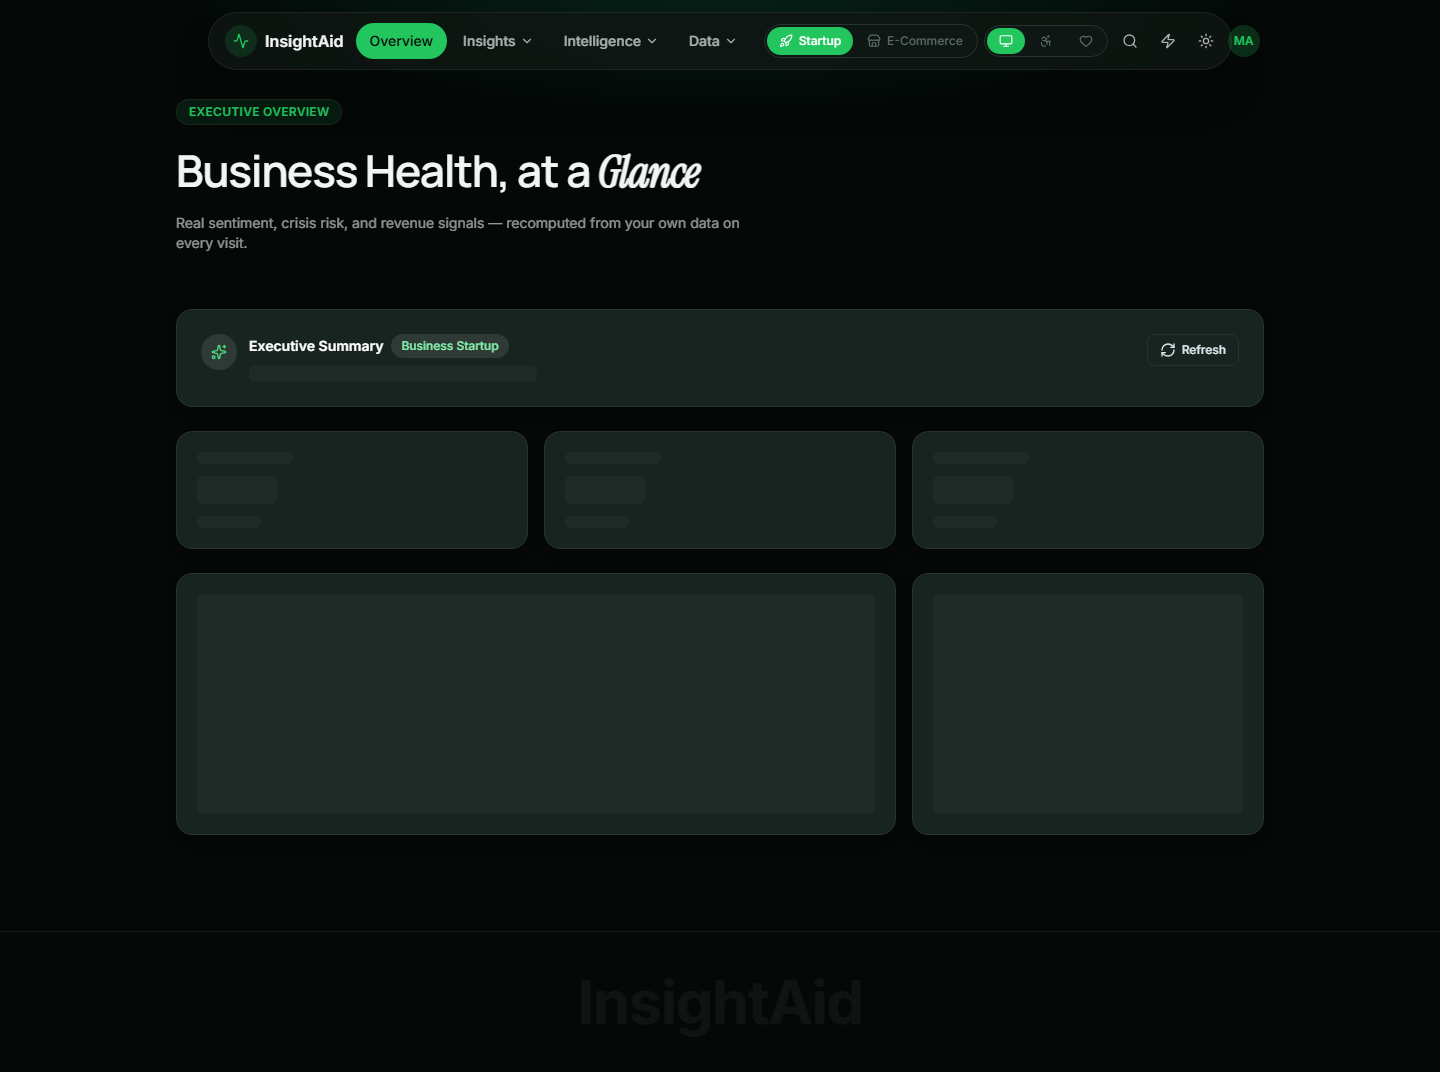 InsightAid
Overview
Insights
Intelligence
Data
Startup
E-Commerce
MA
EXECUTIVE OVERVIEW
Business Health, at a Glance
Real sentiment, crisis risk, and revenue signals — recomputed from your own data on
every visit.
Executive Summary
Business Startup
Refresh
InsightAid